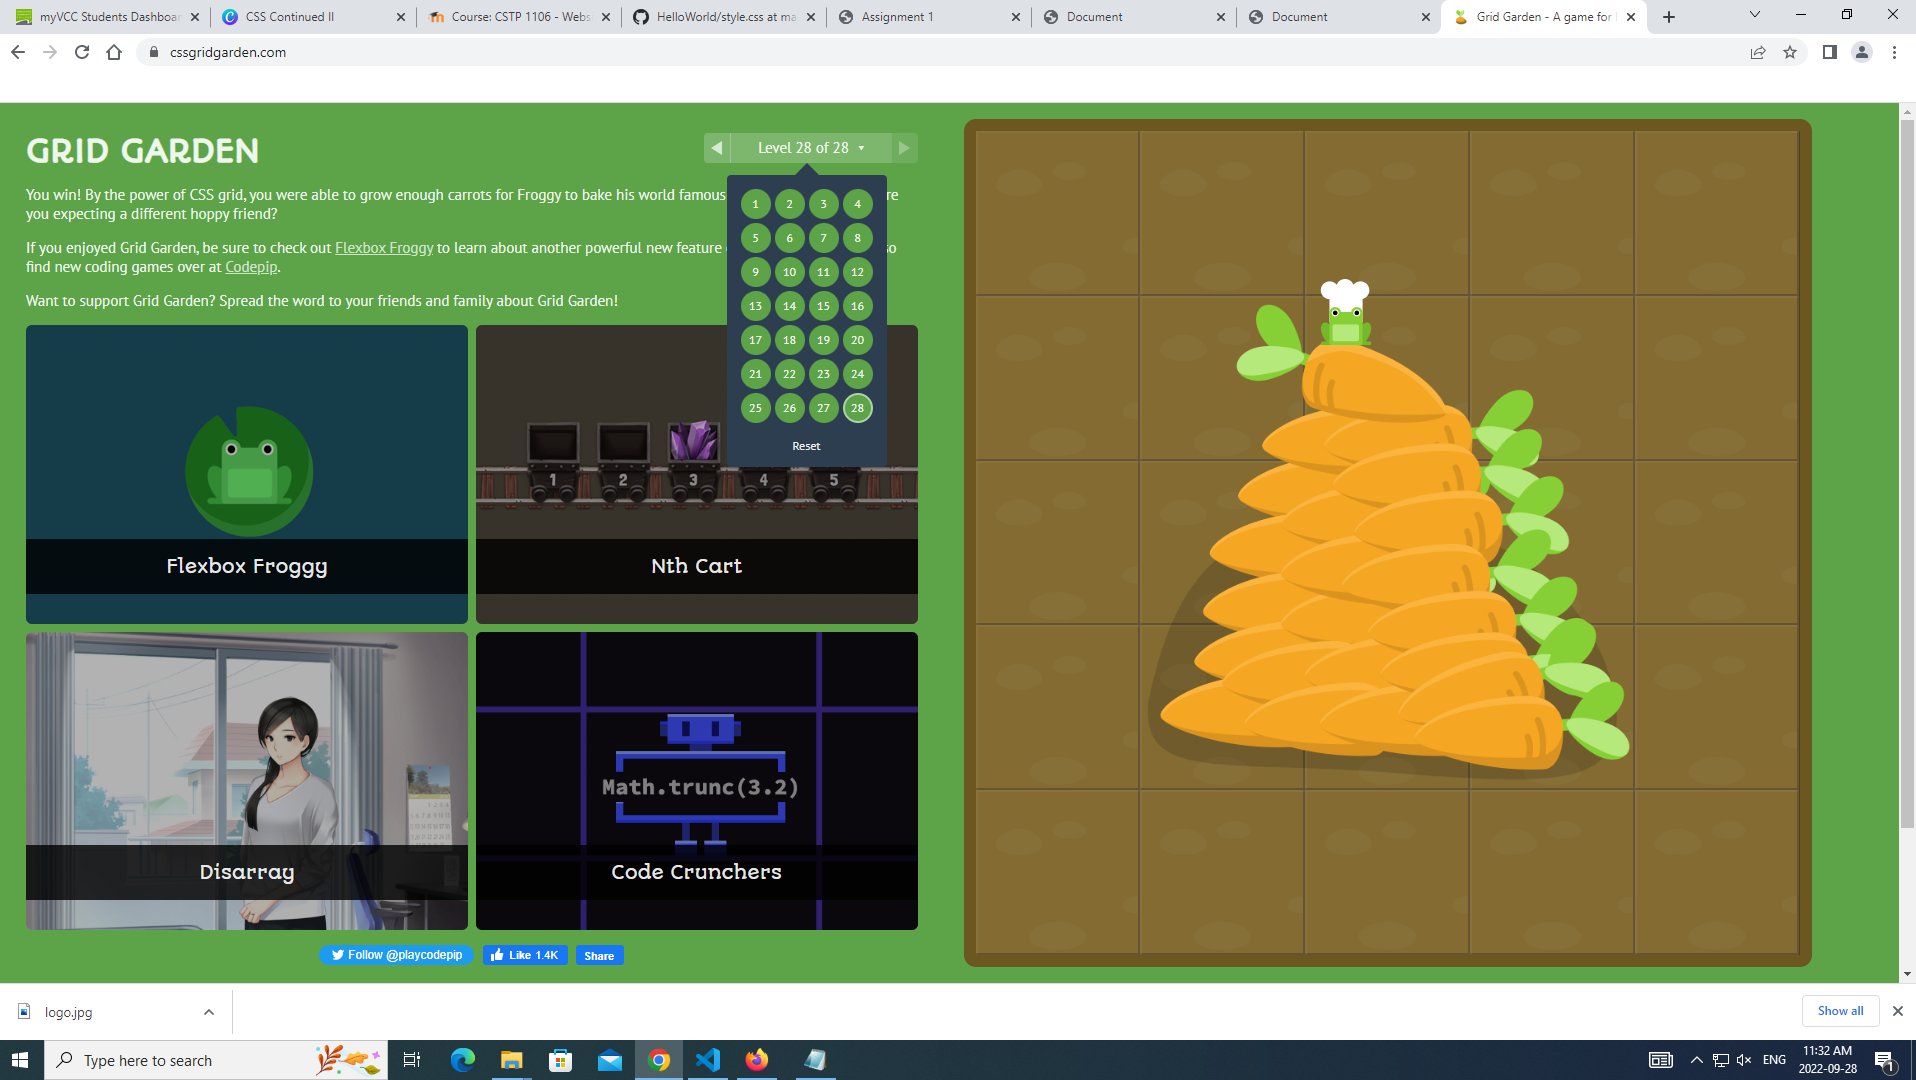 myVCC Students Dashboar
CSS Continued II
Course: CSTP 1106 - Webs
HelloWorld/style.css at ma
Assignment 1
Document
Document
Grid Garden - A game for
cssgridgarden.com
GRID GARDEN
Level 28 of 28
You win! By the power of CSS grid, you were able to grow enough carrots for Froggy to bake his world famous re
you expecting a different hoppy friend?
If you enjoyed Grid Garden, be sure to check out Flexbox Froggy to learn about another powerful new feature so
find new coding games over at Codepip.
Want to support Grid Garden? Spread the word to your friends and family about Grid Garden!
1 2 3 4
5 6 7 8
9 10 11 12
13 14 15 16
17 18 19 20
21 22 23 24
25 26 27 28
Reset
1 2 3 4 5
Flexbox Froggy
Nth Cart
Math.trunc(3.2)
Disarray
Code Crunchers
Follow @playcodepip
Like 1.4K
Share
logo.jpg
Show all
Type here to search
ENG
11:32 AM
2022-09-28
1